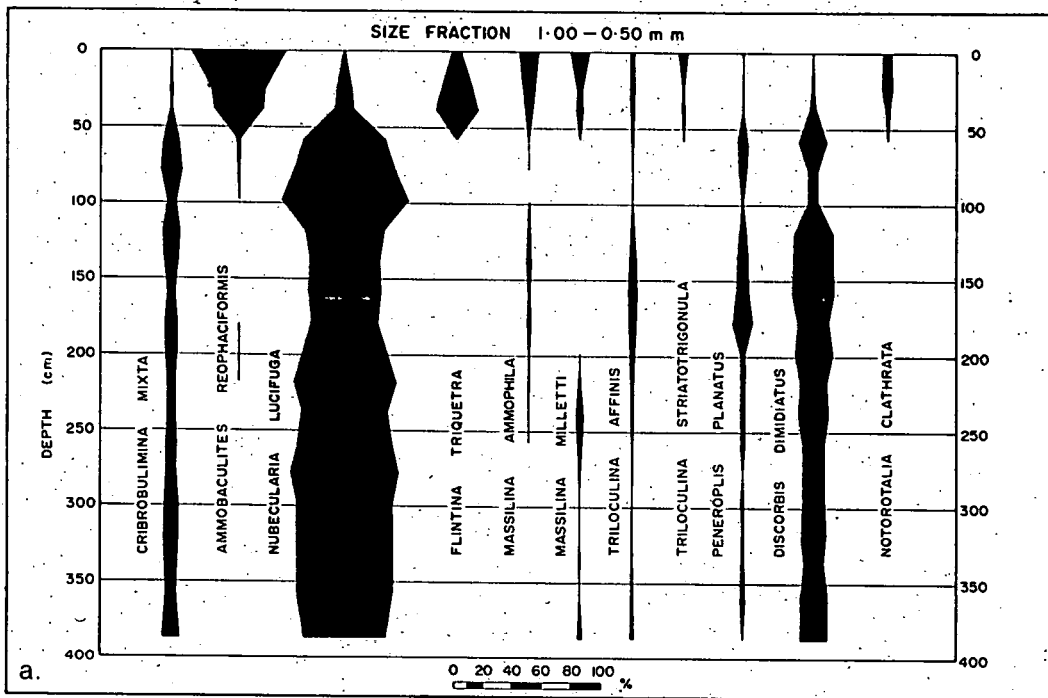 SIZE FRACTION 1·00–0·50 mm
0
50
100
150
200
250
300
350
400
DEPTH (cm)
CRIBROBULIMINA MIXTA
AMMOBACULITES REOPHACIFORMIS
NUBECULARIA LUCIFUGA
FLINTINA TRIQUETRA
MASSILINA AMMOPHILA
MASSILINA MILLETTI
TRILOCULINA AFFINIS
TRILOCULINA STRIATOTRIGONULA
PENEROPLIS PLANATUS
DISCORBIS DIMIDIATUS
NOTOROTALIA CLATHRATA
0
50
100
150
200
250
300
350
400
a.
0 20 40 60 80 100
%